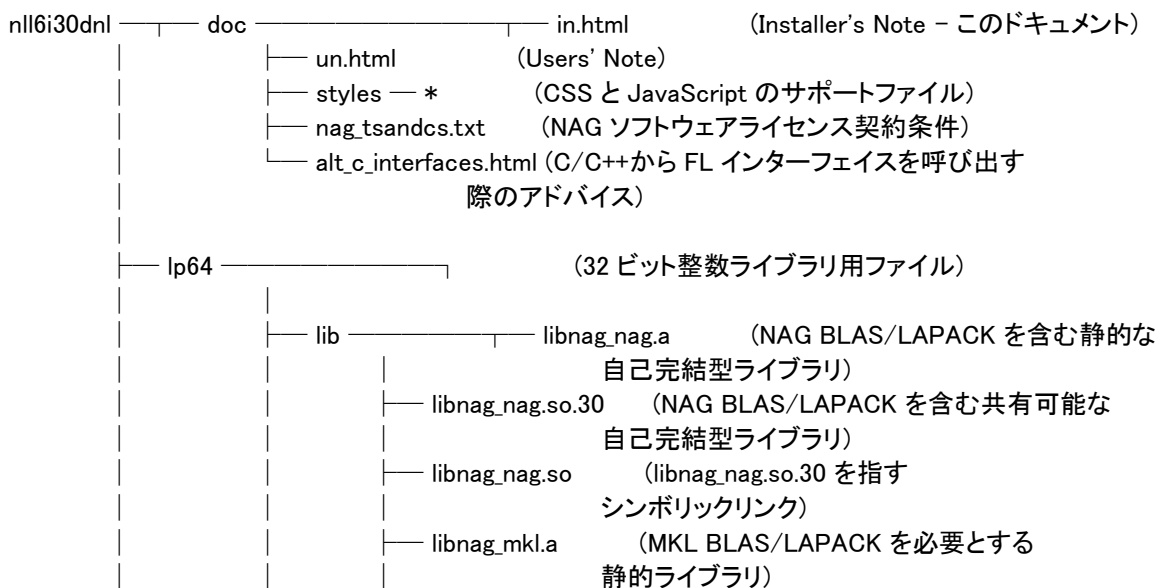 nll6i30dnl ─┬─ doc ──────────┬─ in.html (Installer's Note - このドキュメント)
│ ├─ un.html (Users' Note)
│ ├─ styles ─ * (CSS と JavaScript のサポートファイル)
│ ├─ nag_tsandcs.txt (NAG ソフトウェアライセンス契約条件)
│ └─ alt_c_interfaces.html (C/C++から FL インターフェイスを呼び出す
│ 際のアドバイス)
│
├─ lp64 ─────────┐ (32 ビット整数ライブラリ用ファイル)
│ │
│ ├─ lib ──────┬─ libnag_nag.a (NAG BLAS/LAPACK を含む静的な
│ │ │ 自己完結型ライブラリ)
│ │ ├─ libnag_nag.so.30 (NAG BLAS/LAPACK を含む共有可能な
│ │ │ 自己完結型ライブラリ)
│ │ ├─ libnag_nag.so (libnag_nag.so.30 を指す
│ │ │ シンボリックリンク)
│ │ ├─ libnag_mkl.a (MKL BLAS/LAPACK を必要とする
│ │ │ 静的ライブラリ)